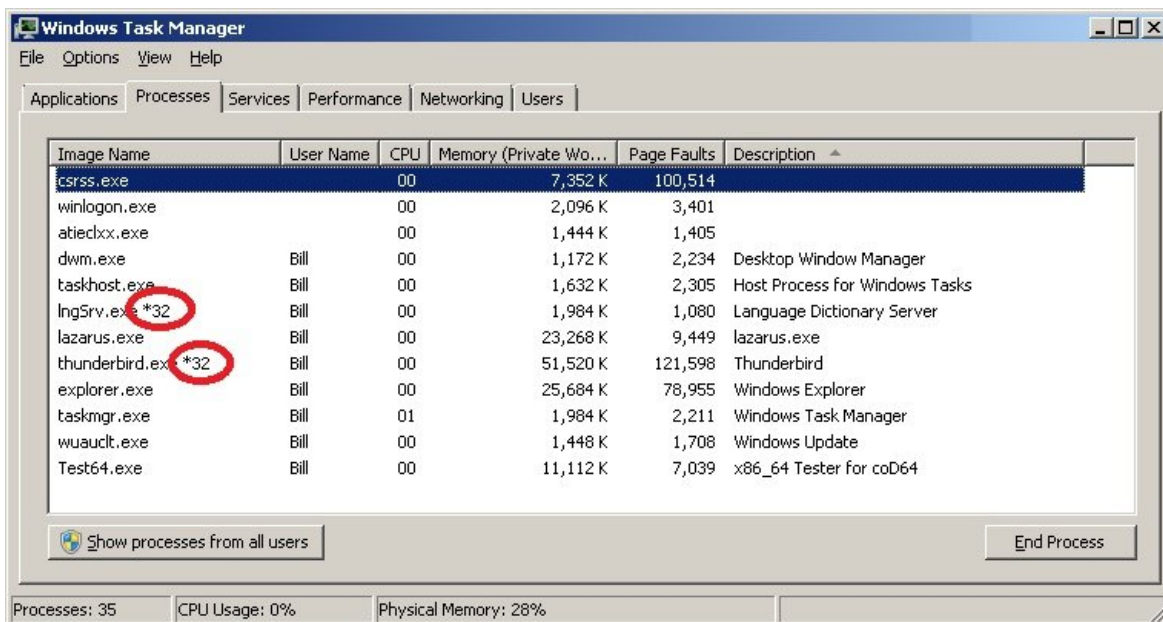 Windows Task Manager
File Options View Help
Applications Processes Services Performance Networking Users
Image Name User Name CPU Memory (Private Wo... Page Faults Description
csrss.exe 00 7,352 K 100,514
winlogon.exe 00 2,096 K 3,401
atieclxx.exe 00 1,444 K 1,405
dwm.exe Bill 00 1,172 K 2,234 Desktop Window Manager
taskhost.exe Bill 00 1,632 K 2,305 Host Process for Windows Tasks
lngSrv.exe *32 Bill 00 1,984 K 1,080 Language Dictionary Server
lazarus.exe Bill 00 23,268 K 9,449 lazarus.exe
thunderbird.exe *32 Bill 00 51,520 K 121,598 Thunderbird
explorer.exe Bill 00 25,684 K 78,955 Windows Explorer
taskmgr.exe Bill 01 1,984 K 2,211 Windows Task Manager
wuauclt.exe Bill 00 1,448 K 1,708 Windows Update
Test64.exe Bill 00 11,112 K 7,039 x86_64 Tester for coD64
Show processes from all users End Process
Processes: 35 CPU Usage: 0% Physical Memory: 28%